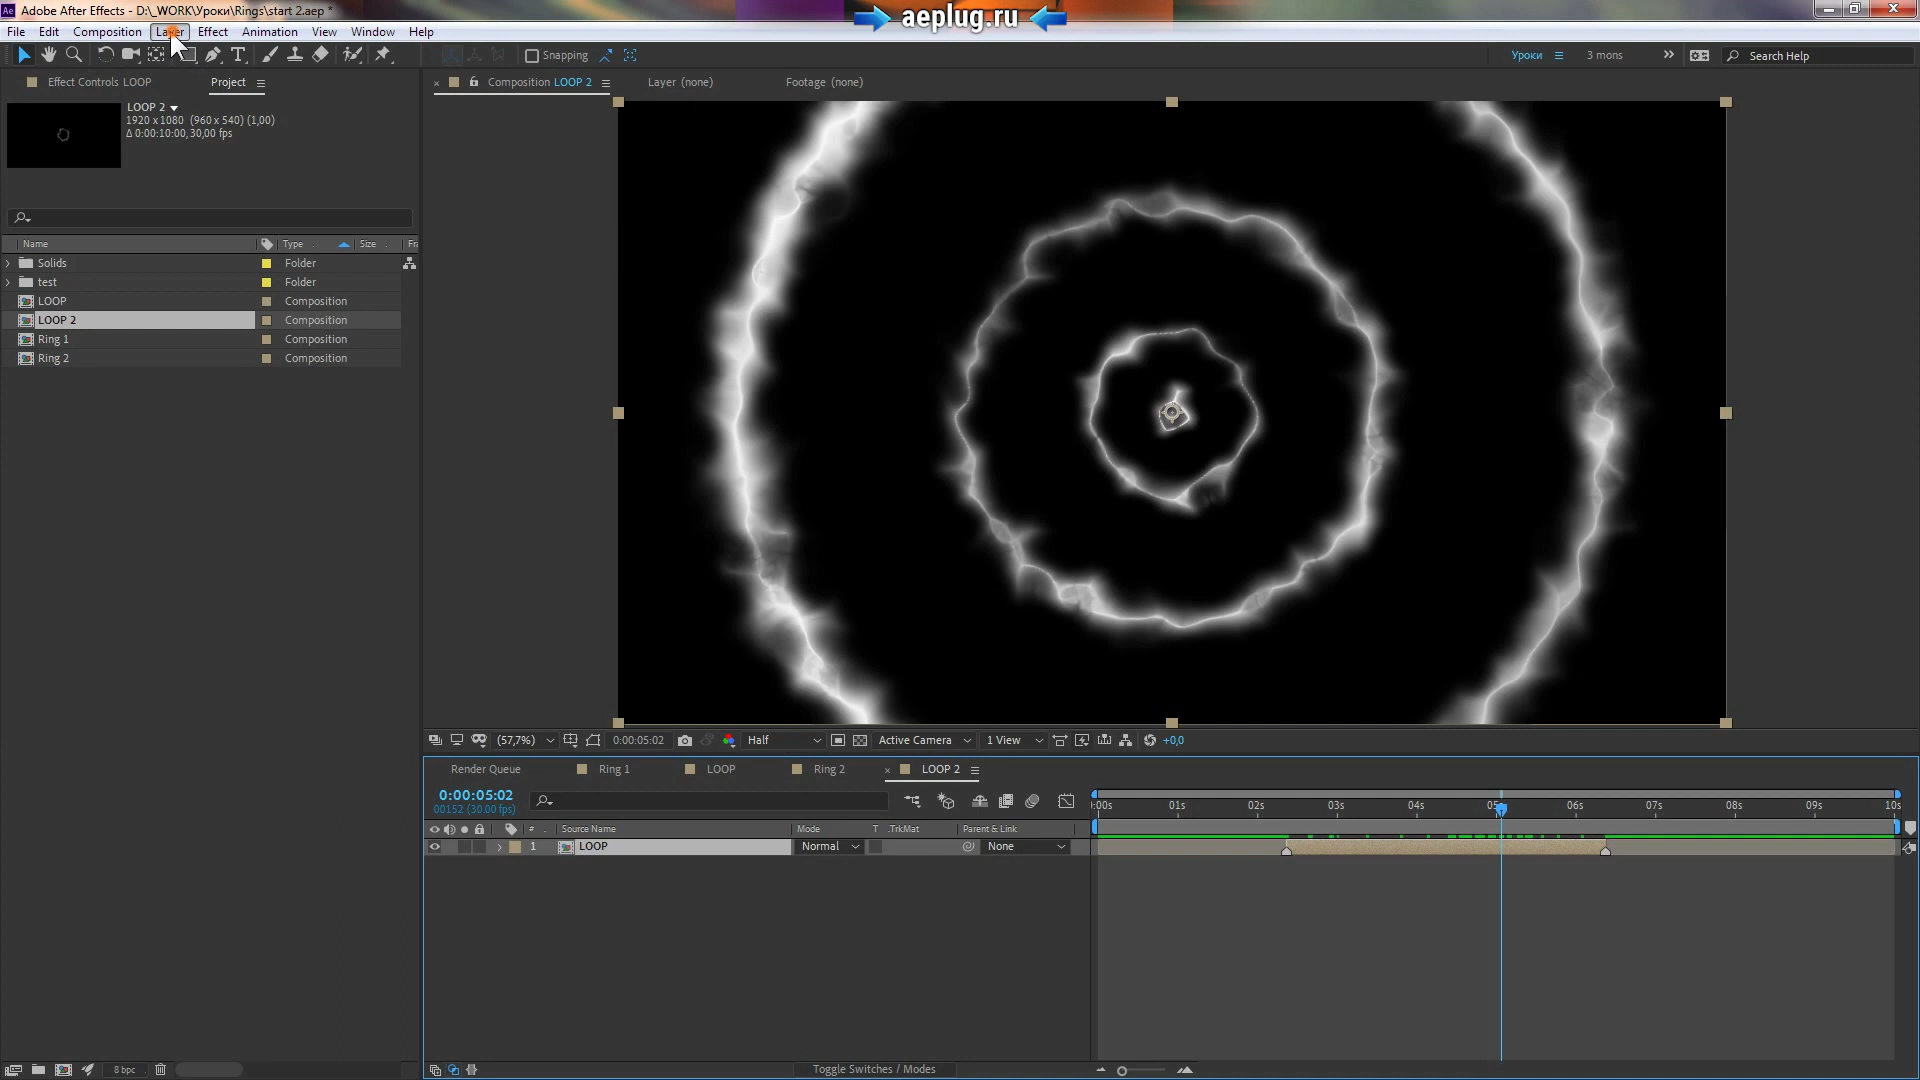 Adobe After Effects - D:\_WORK\Уроки\Rings\start 2.aep *
aeplug.ru
File Edit Composition Layer Effect Animation View Window Help
Snapping
Уроки
3 mons
Search Help
Effect Controls LOOP
Project
Composition LOOP 2
Layer (none)
Footage (none)
LOOP 2
1920 x 1080 (960 x 540) (1,00)
Δ 0:00:10:00, 30,00 fps
Name Type Size Fra
Solids Folder
test Folder
LOOP Composition
LOOP 2 Composition
Ring 1 Composition
Ring 2 Composition
(57,7%) 0:00:05:02 Half Active Camera 1 View +0,0
Render Queue Ring 1 LOOP Ring 2 LOOP 2
0:00:05:02
00152 (30.00 fps)
:00s 01s 02s 03s 04s 05s 06s 07s 08s 09s 10s
# Source Name Mode T .TrkMat Parent & Link
1 LOOP Normal None
8 bpc
Toggle Switches / Modes